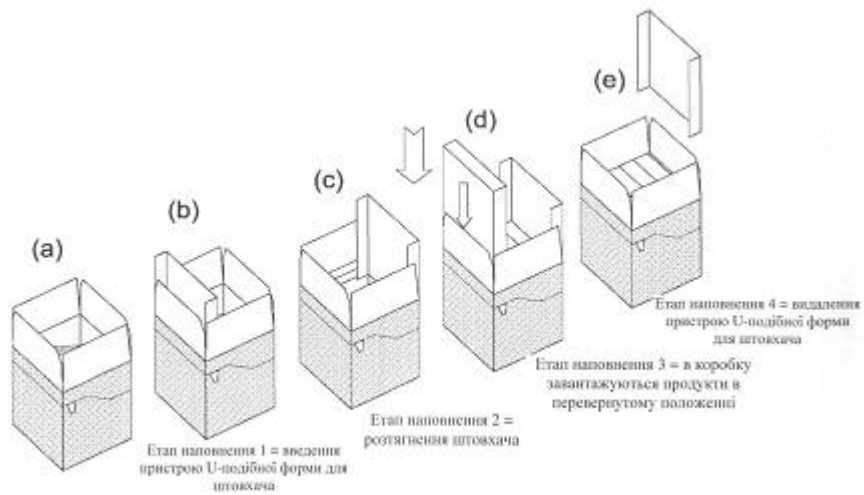 (a)
(b)
(c)
(d)
(e)
Етап наповнення 1 = введення
пристрою U-подібної форми для
штовхача
Етап наповнення 2 =
розтягнення штовхача
Етап наповнення 3 = в коробку
завантажуються продукти в
перевернутому положенні
Етап наповнення 4 = видалення
пристрою U-подібної форми
для штовхача